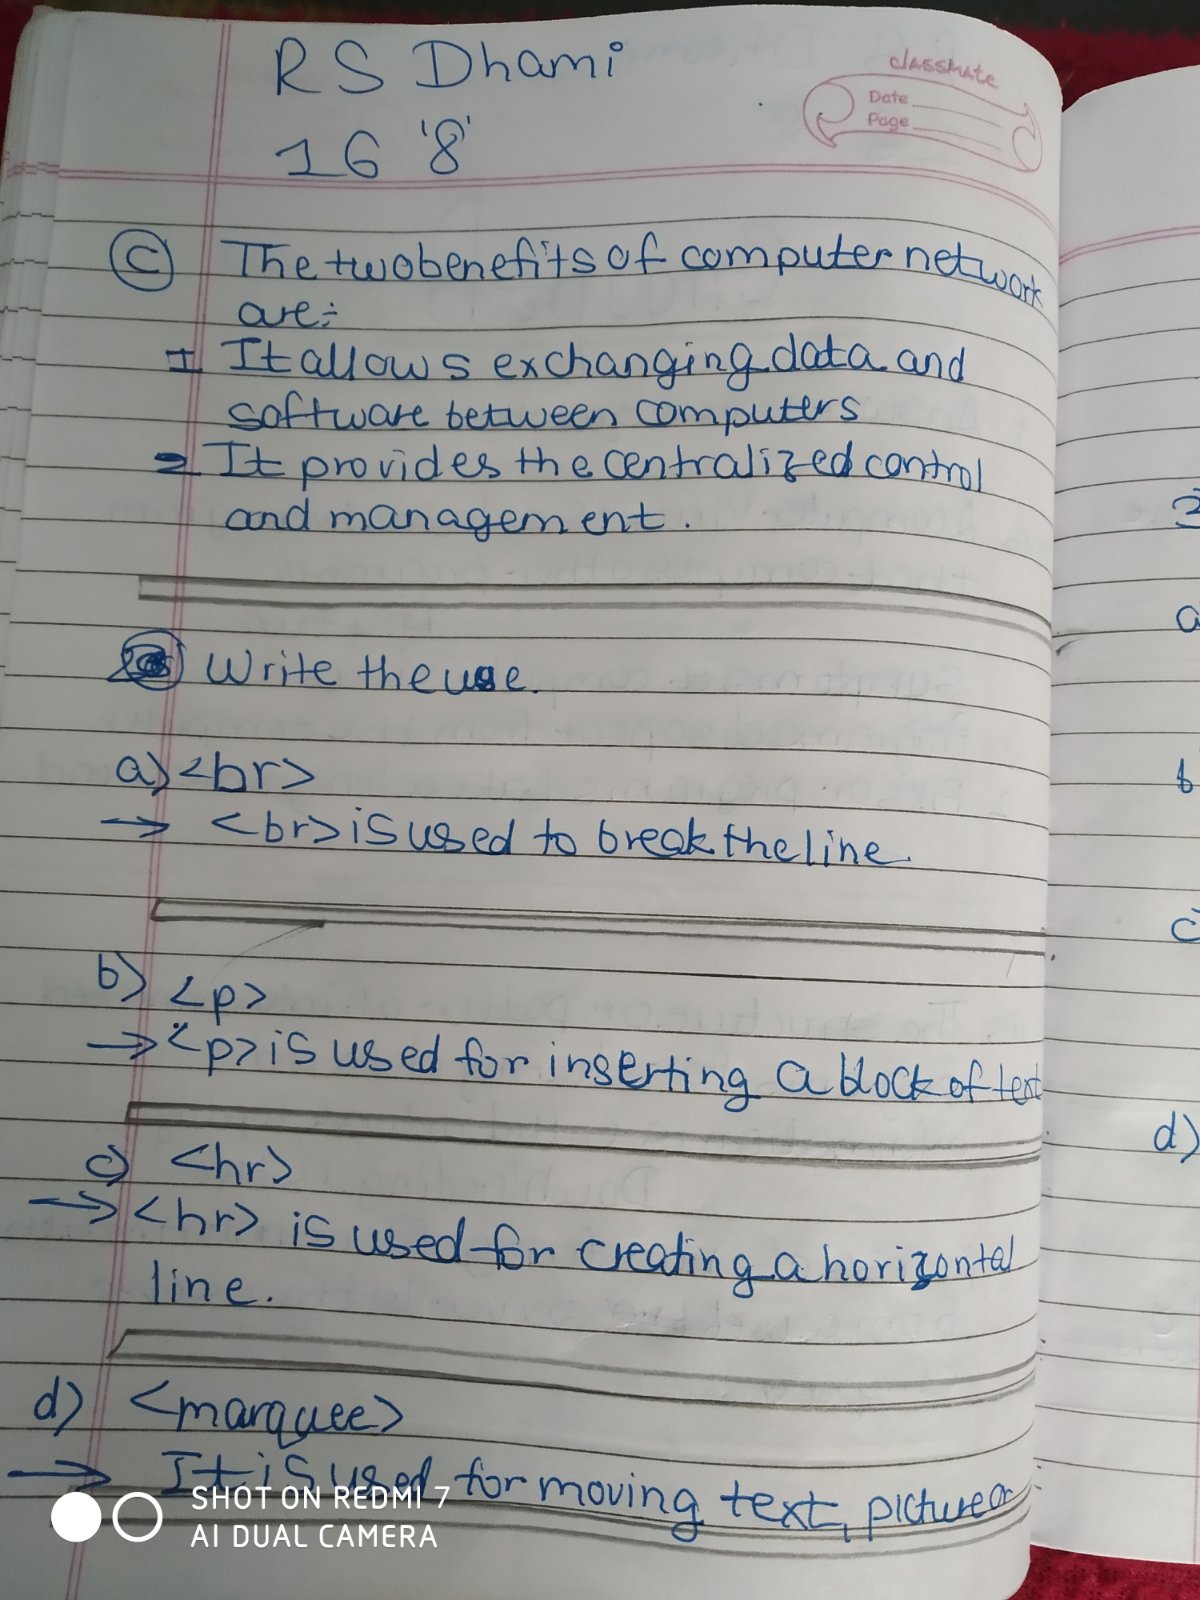 RS Dhami
16 '8'
classmate
Date
Page
c The two benefits of computer network
are:-
1 It allows exchanging data and
software between computers
2 It provides the centralized control
and management.
Write the use.
a) <br>
→ <br> is used to break the line.
b) <p>
→ <p> is used for inserting a block of text
c) <hr>
→ <hr> is used for creating a horizontal
line.
d) <marquee>
→ It is used for moving text, picture or
SHOT ON REDMI 7
AI DUAL CAMERA
a
b
c
d)